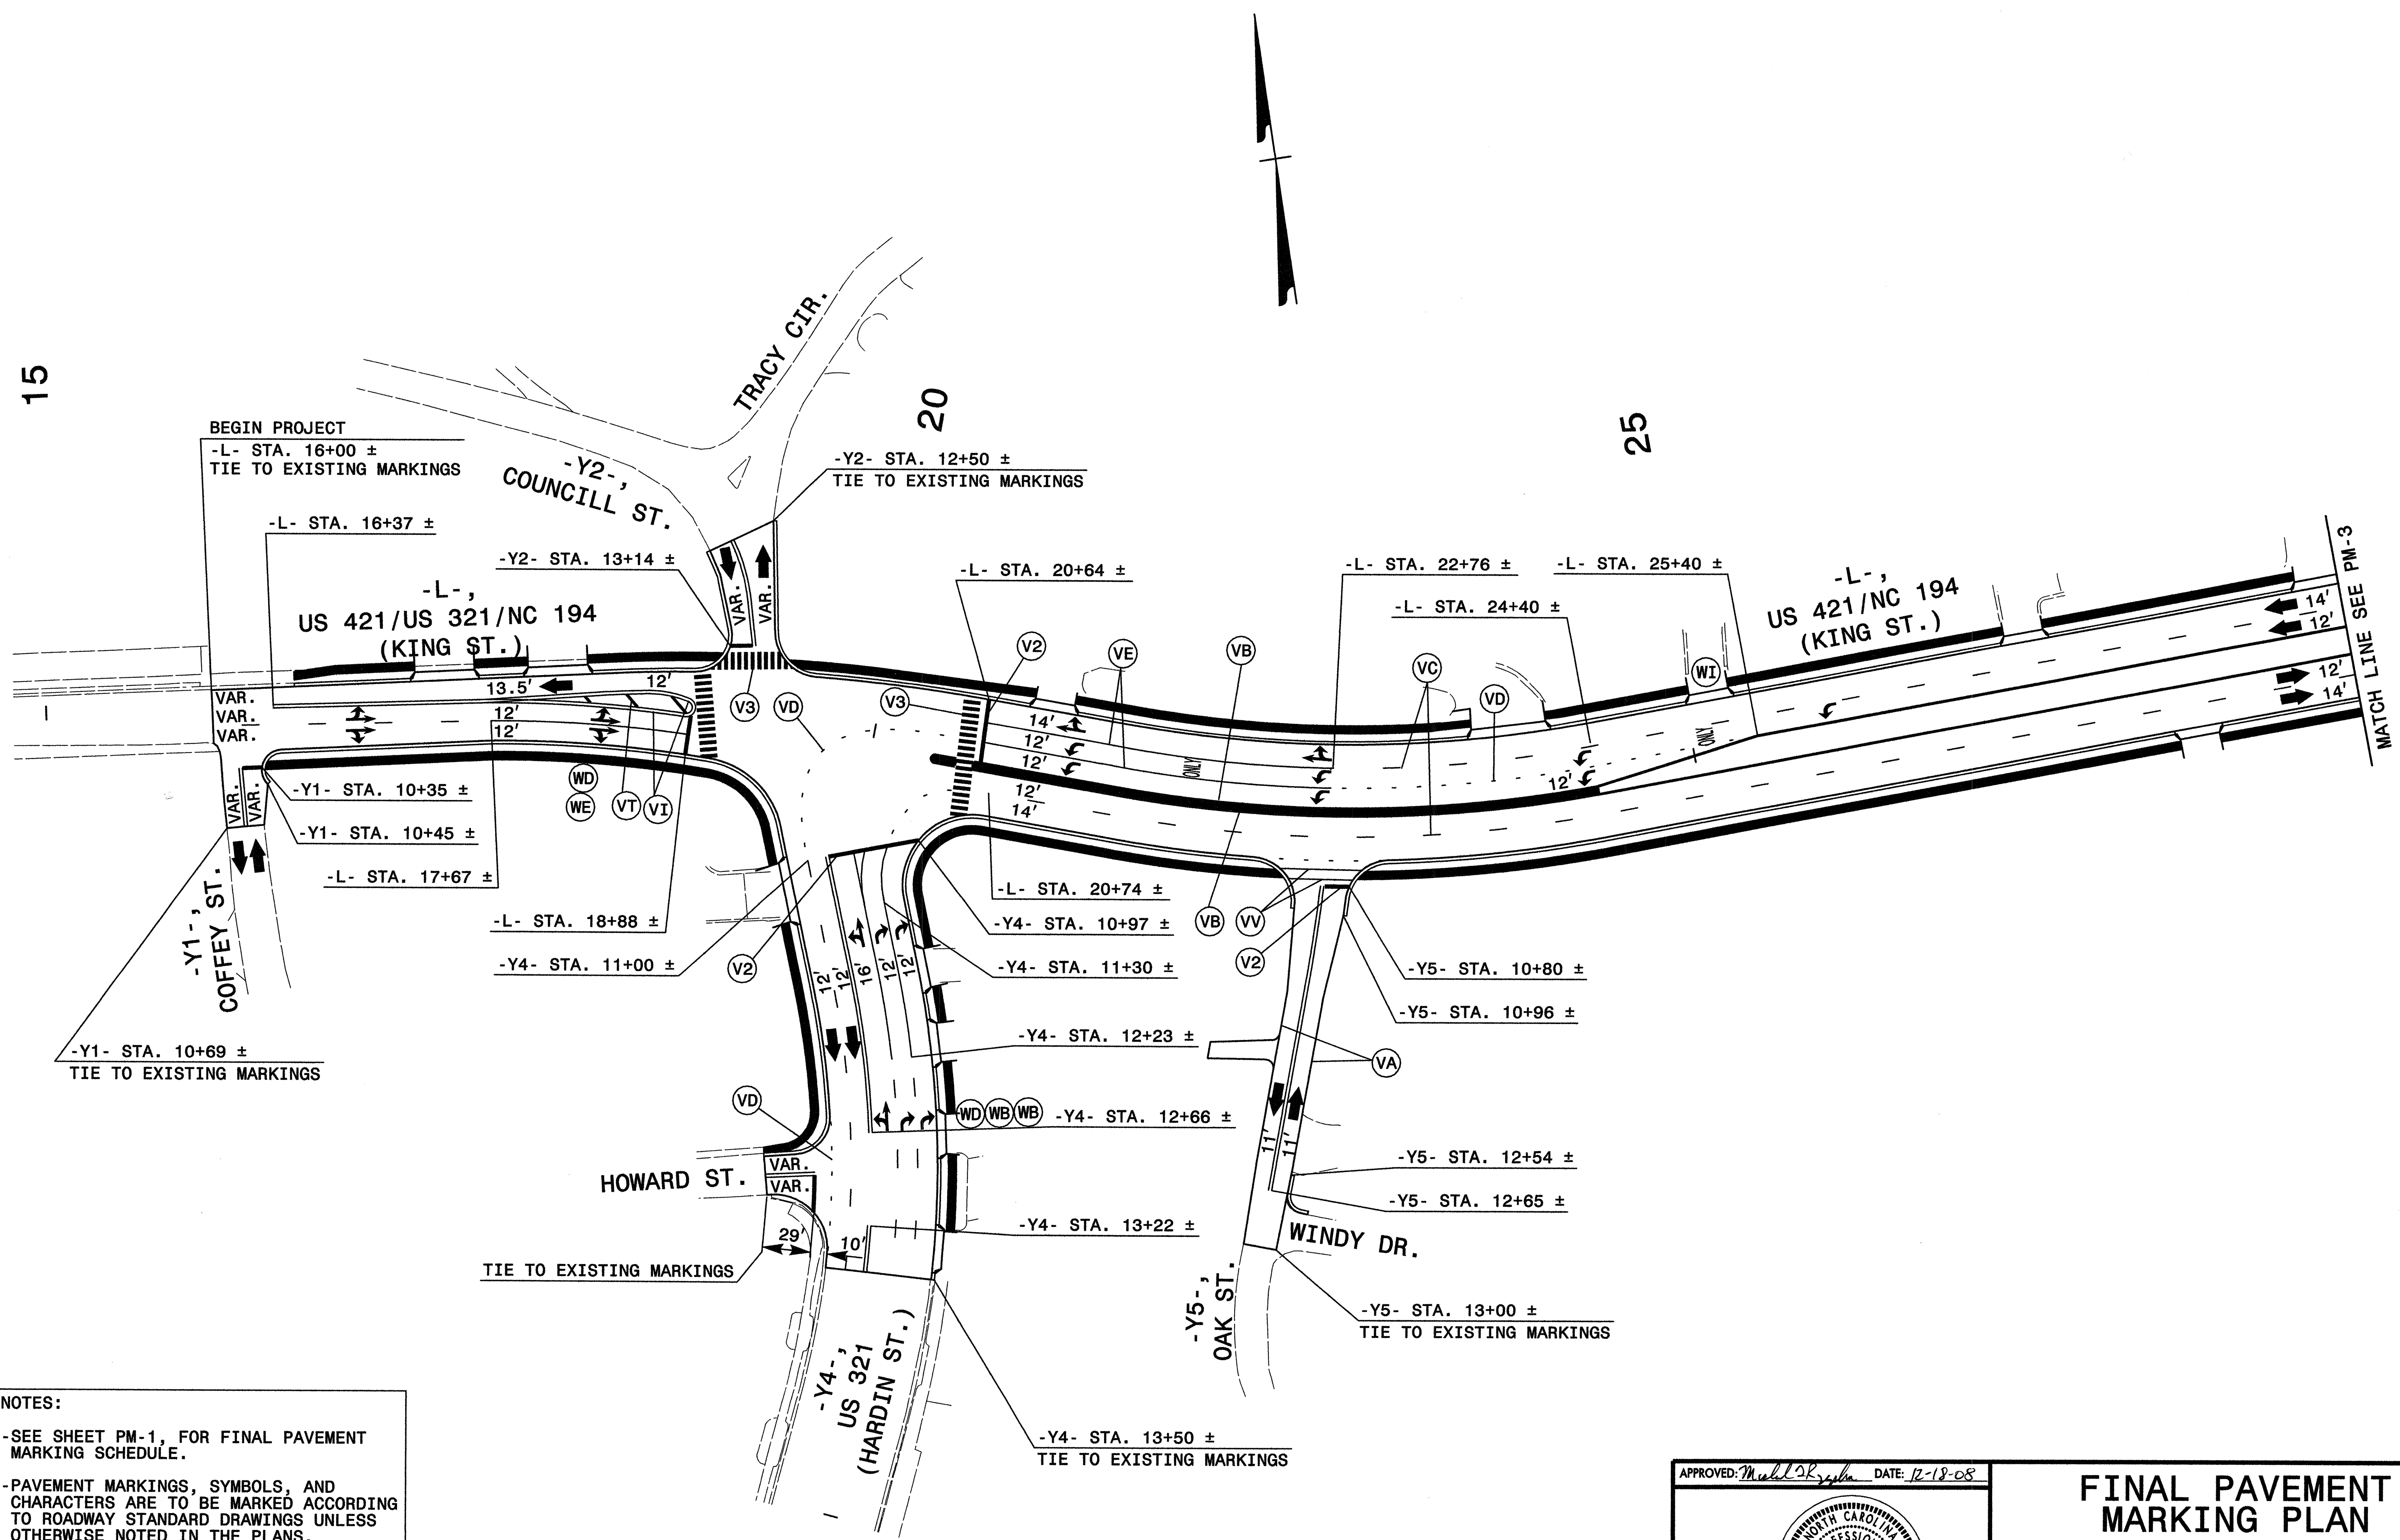 15
20
25
TRACY CIR.
BEGIN PROJECT
-L- STA. 16+00 ±
TIE TO EXISTING MARKINGS
-Y2-,
COUNCILL ST.
-Y2- STA. 12+50 ±
TIE TO EXISTING MARKINGS
-L- STA. 16+37 ±
-Y2- STA. 13+14 ±
-L- STA. 20+64 ±
-L- STA. 22+76 ±
-L- STA. 25+40 ±
-L- STA. 24+40 ±
-L-,
US 421/US 321/NC 194
(KING ST.)
-L-,
US 421/NC 194
(KING ST.)
MATCH LINE SEE PM-3
14'
12'
12'
14'
VAR.
VAR.
V2
VE
VB
VC
VD
WI
VAR.
VAR.
VAR.
13.5'
12'
12'
12'
V3
VD
V3
14'
12'
12'
12'
14'
ONLY
ONLY
12'
WD
WE
VT
VI
VAR.
VAR.
-Y1- STA. 10+35 ±
-Y1- STA. 10+45 ±
-L- STA. 17+67 ±
-L- STA. 18+88 ±
-Y4- STA. 11+00 ±
-Y1-,
COFFEY ST.
-Y1- STA. 10+69 ±
TIE TO EXISTING MARKINGS
V2
12'
12'
16'
12'
12'
-L- STA. 20+74 ±
-Y4- STA. 10+97 ±
-Y4- STA. 11+30 ±
-Y4- STA. 12+23 ±
WD
WB
WB
-Y4- STA. 12+66 ±
-Y4- STA. 13+22 ±
VB
VV
V2
-Y5- STA. 10+80 ±
-Y5- STA. 10+96 ±
VA
11'
11'
-Y5- STA. 12+54 ±
-Y5- STA. 12+65 ±
WINDY DR.
-Y5-,
OAK ST.
-Y5- STA. 13+00 ±
TIE TO EXISTING MARKINGS
VD
HOWARD ST.
VAR.
VAR.
29'
10'
TIE TO EXISTING MARKINGS
-Y4-,
US 321
(HARDIN ST.)
-Y4- STA. 13+50 ±
TIE TO EXISTING MARKINGS
NOTES:
-SEE SHEET PM-1, FOR FINAL PAVEMENT
MARKING SCHEDULE.
-PAVEMENT MARKINGS, SYMBOLS, AND
CHARACTERS ARE TO BE MARKED ACCORDING
TO ROADWAY STANDARD DRAWINGS UNLESS
OTHERWISE NOTED IN THE PLANS.
APPROVED: DATE: 12-18-08
NORTH CAROLINA
FINAL PAVEMENT
MARKING PLAN